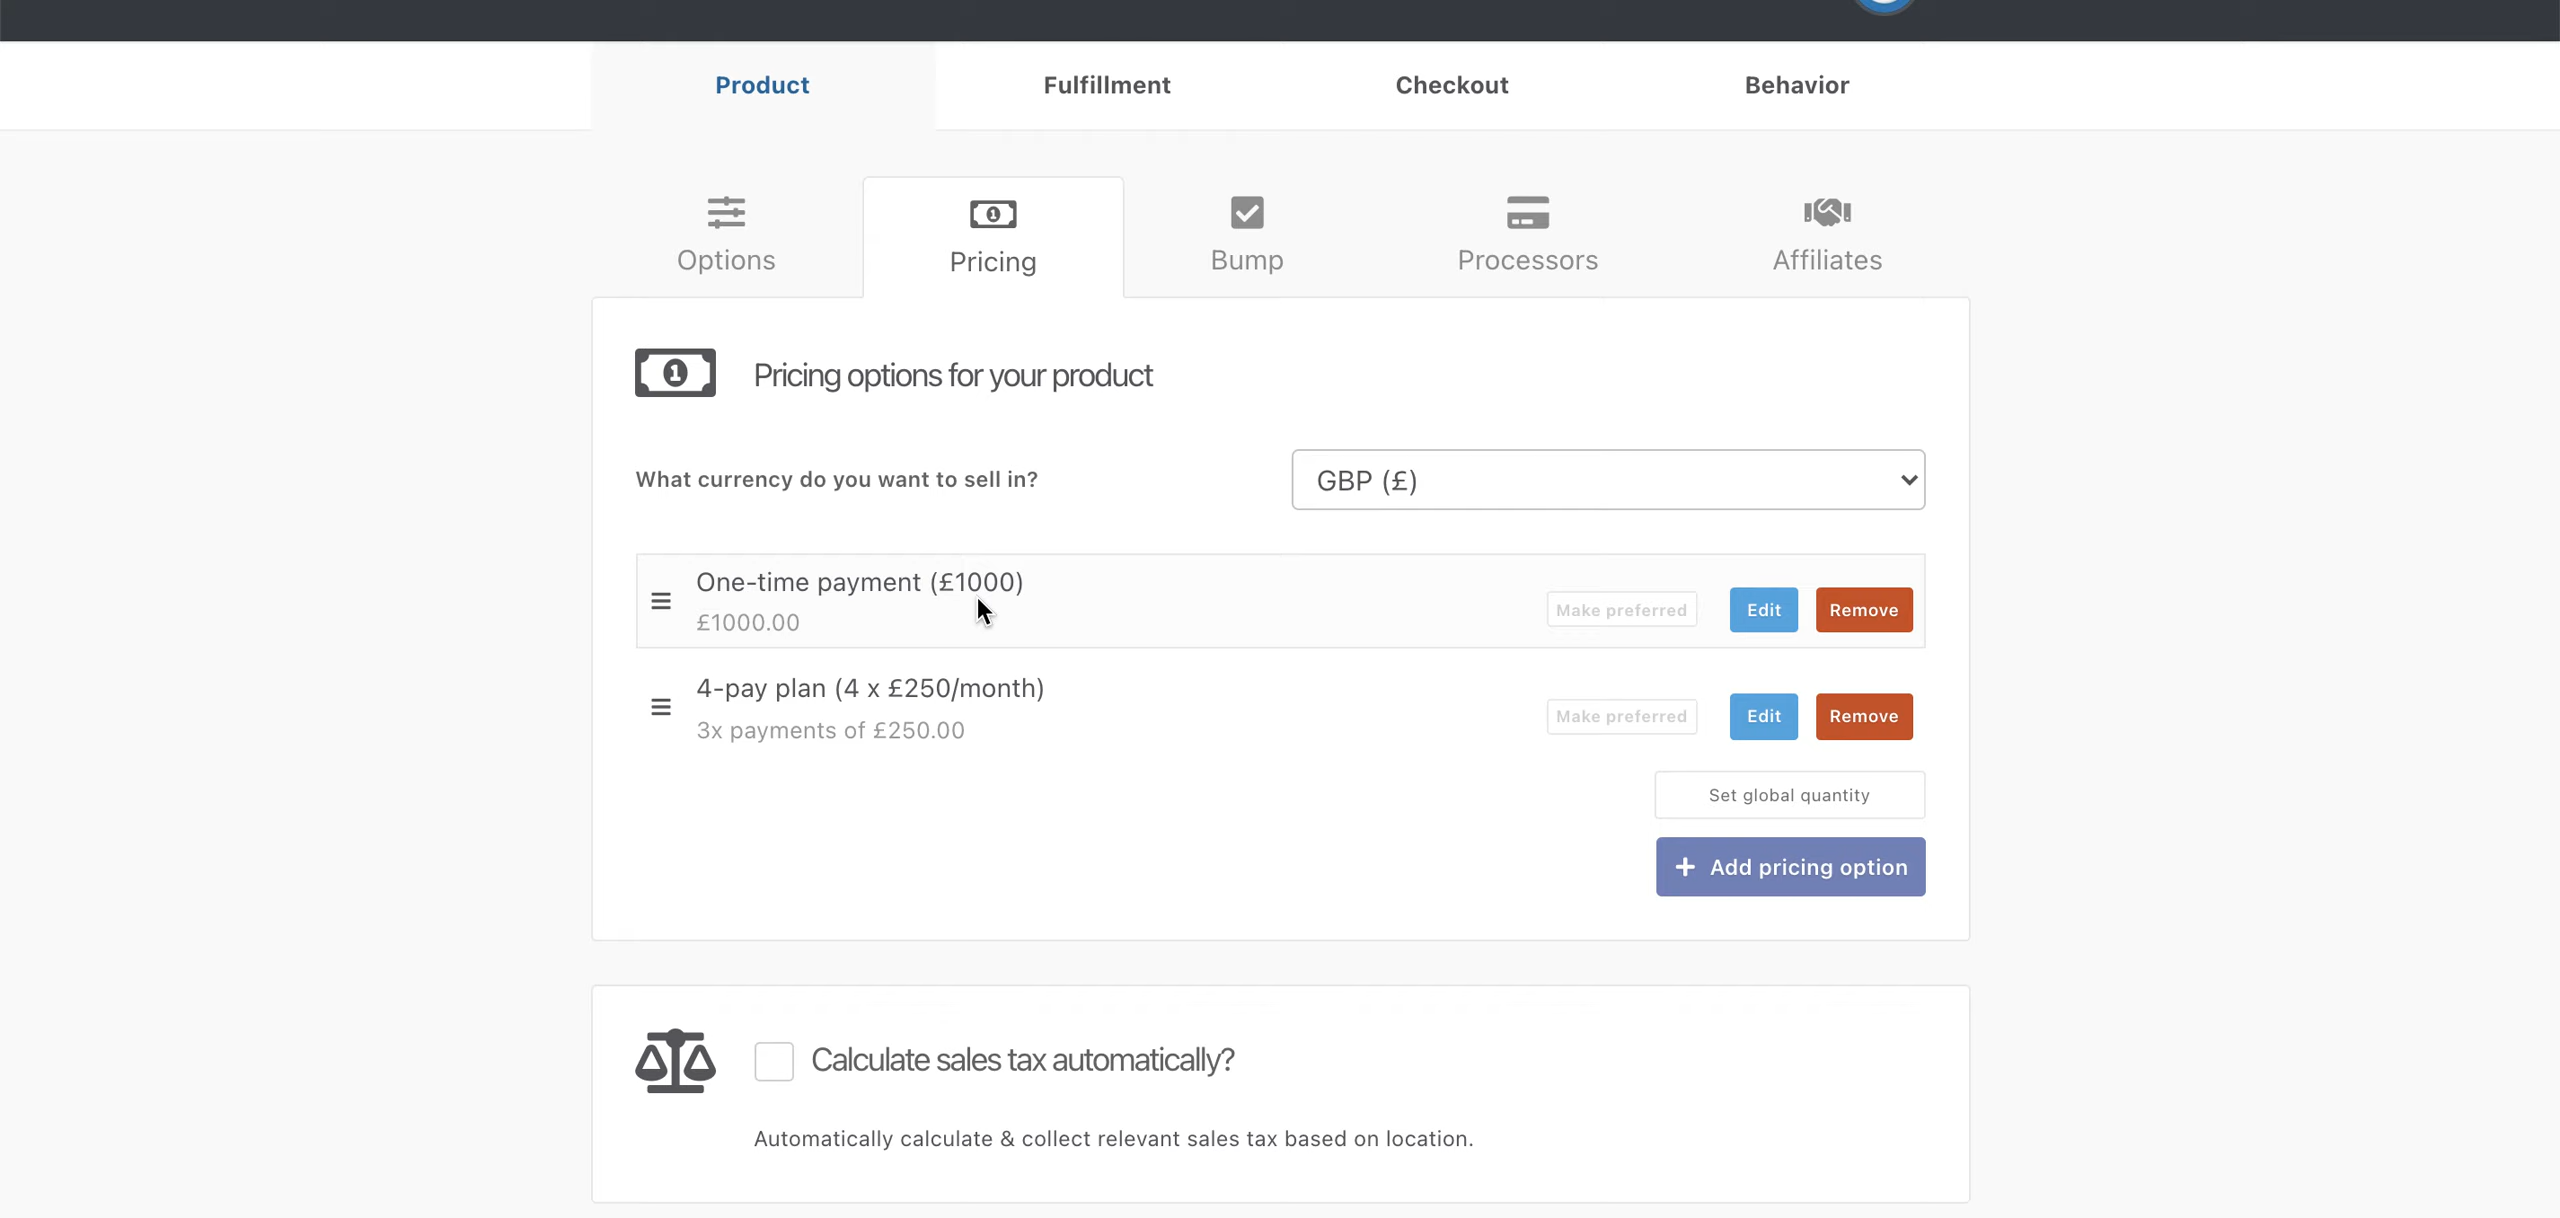 Product
Fulfillment
Checkout
Behavior
Options
Pricing
Bump
Processors
Affiliates
Pricing options for your product
What currency do you want to sell in?
GBP (£)
One-time payment (£1000)
£1000.00
Make preferred
Edit
Remove
4-pay plan (4 x £250/month)
3x payments of £250.00
Make preferred
Edit
Remove
Set global quantity
+ Add pricing option
Calculate sales tax automatically?
Automatically calculate & collect relevant sales tax based on location.